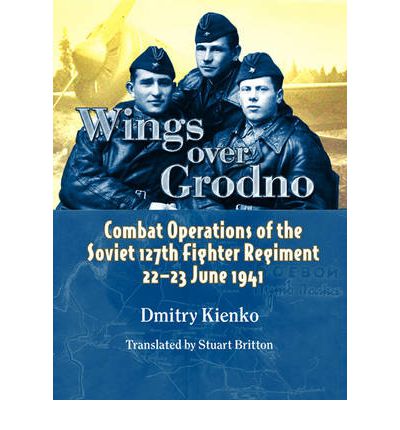 Wings
over
Grodno
Combat Operations of the
Soviet 127th Fighter Regiment
22–23 June 1941
БОЕВОЙ
Dmitry Kienko
Translated by Stuart Britton